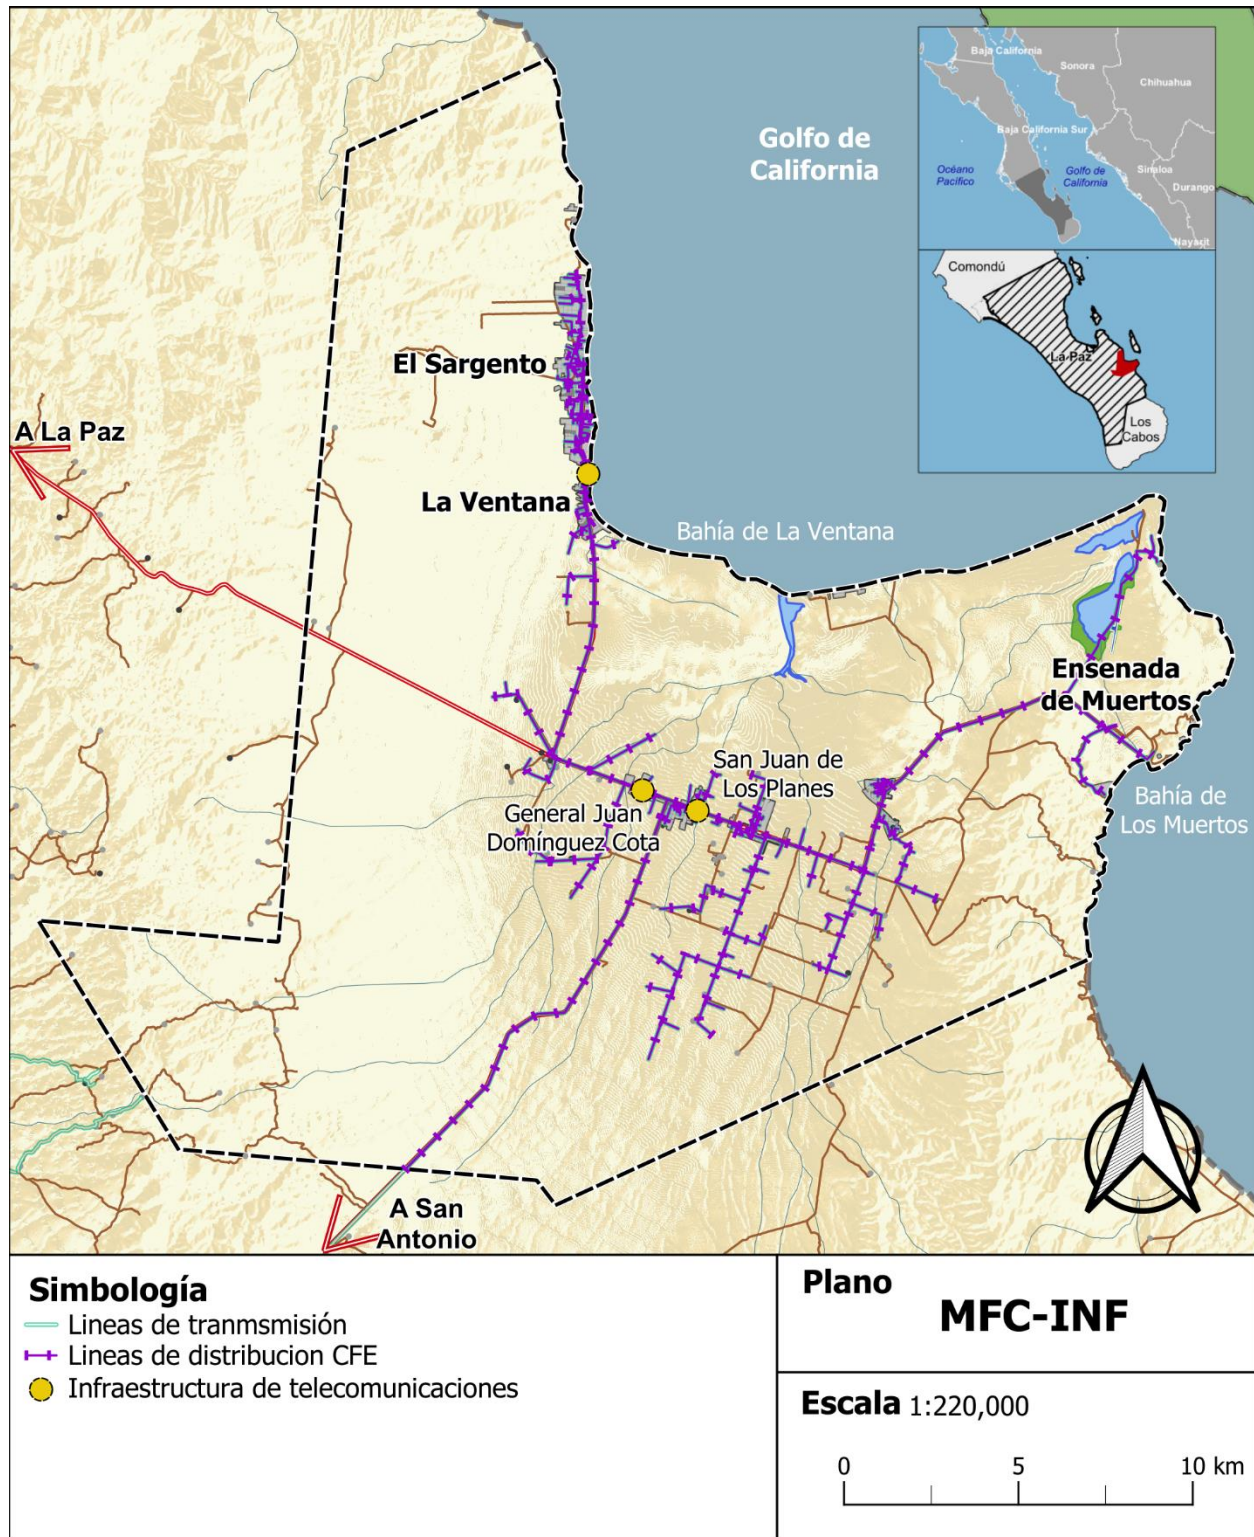 Baja California
Sonora
Chihuahua
Baja California Sur
Océano
Pacífico
Golfo de
California
Sinaloa
Durango
Nayarit
Comondú
La Paz
Los
Cabos
Golfo de
California
El Sargento
A La Paz
La Ventana
Bahía de La Ventana
Ensenada
de Muertos
San Juan de
Los Planes
General Juan
Domínguez Cota
Bahía de
Los Muertos
A San
Antonio
Simbología
Lineas de tranmsmisión
Lineas de distribucion CFE
Infraestructura de telecomunicaciones
Plano
MFC-INF
Escala 1:220,000
0 5 10 km